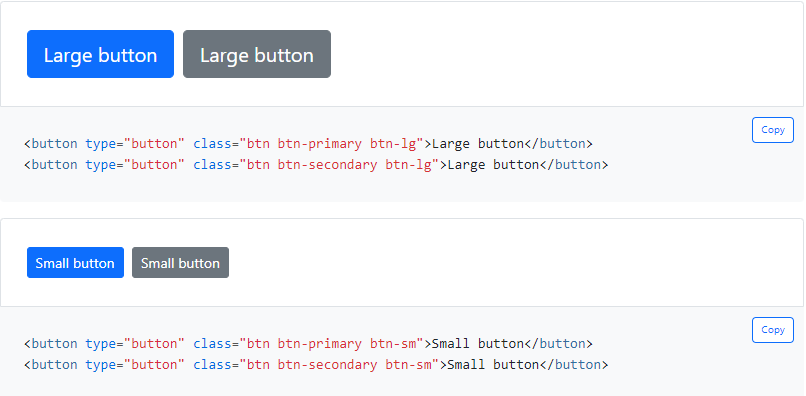 Large button Large button
Copy
<button type="button" class="btn btn-primary btn-lg">Large button</button>
<button type="button" class="btn btn-secondary btn-lg">Large button</button>
Small button Small button
Copy
<button type="button" class="btn btn-primary btn-sm">Small button</button>
<button type="button" class="btn btn-secondary btn-sm">Small button</button>